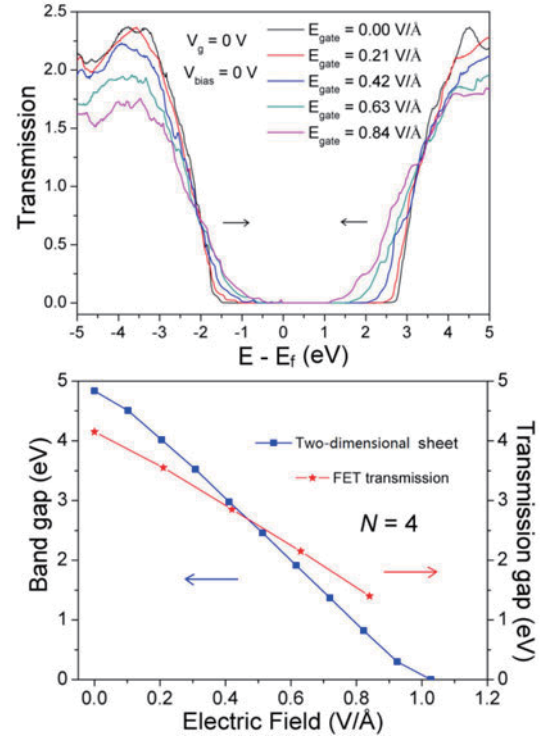 2.5
2.0
1.5
1.0
0.5
0.0
Transmission
V_g = 0 V
V_bias = 0 V
E_gate = 0.00 V/Å
E_gate = 0.21 V/Å
E_gate = 0.42 V/Å
E_gate = 0.63 V/Å
E_gate = 0.84 V/Å
-5 -4 -3 -2 -1 0 1 2 3 4 5
E - E_f (eV)
5 5
4 4
3 3
2 2
1 1
0 0
Band gap (eV)
Transmission gap (eV)
Two-dimensional sheet
FET transmission
N = 4
0.0 0.2 0.4 0.6 0.8 1.0 1.2
Electric Field (V/Å)